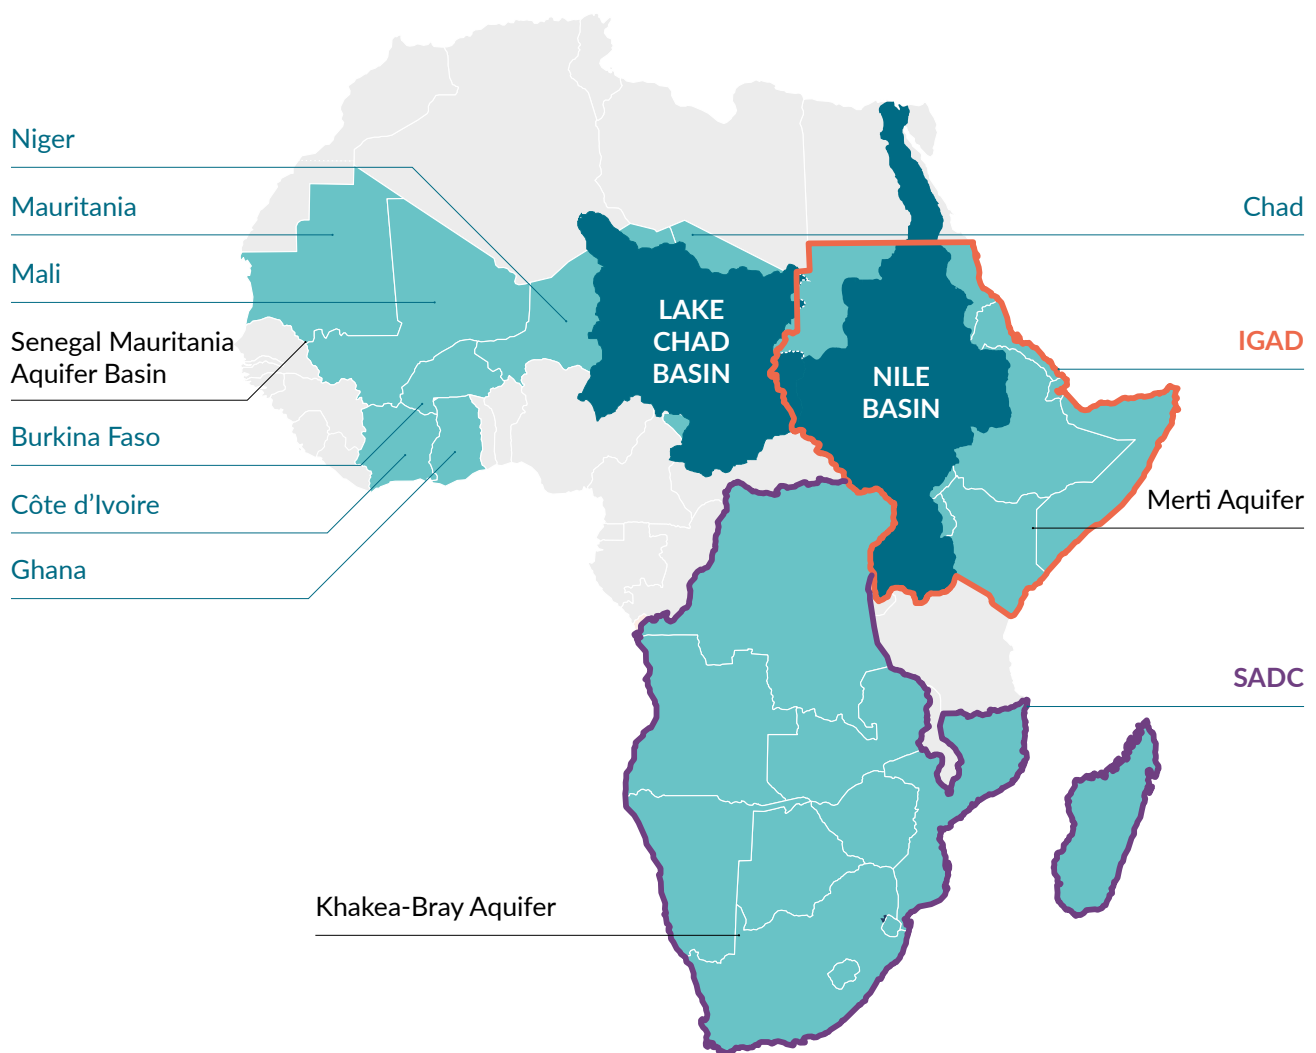 Niger
Mauritania
Mali
Senegal Mauritania
Aquifer Basin
Burkina Faso
Côte d’Ivoire
Ghana
LAKE
CHAD
BASIN
NILE
BASIN
Chad
IGAD
Merti Aquifer
SADC
Khakea-Bray Aquifer